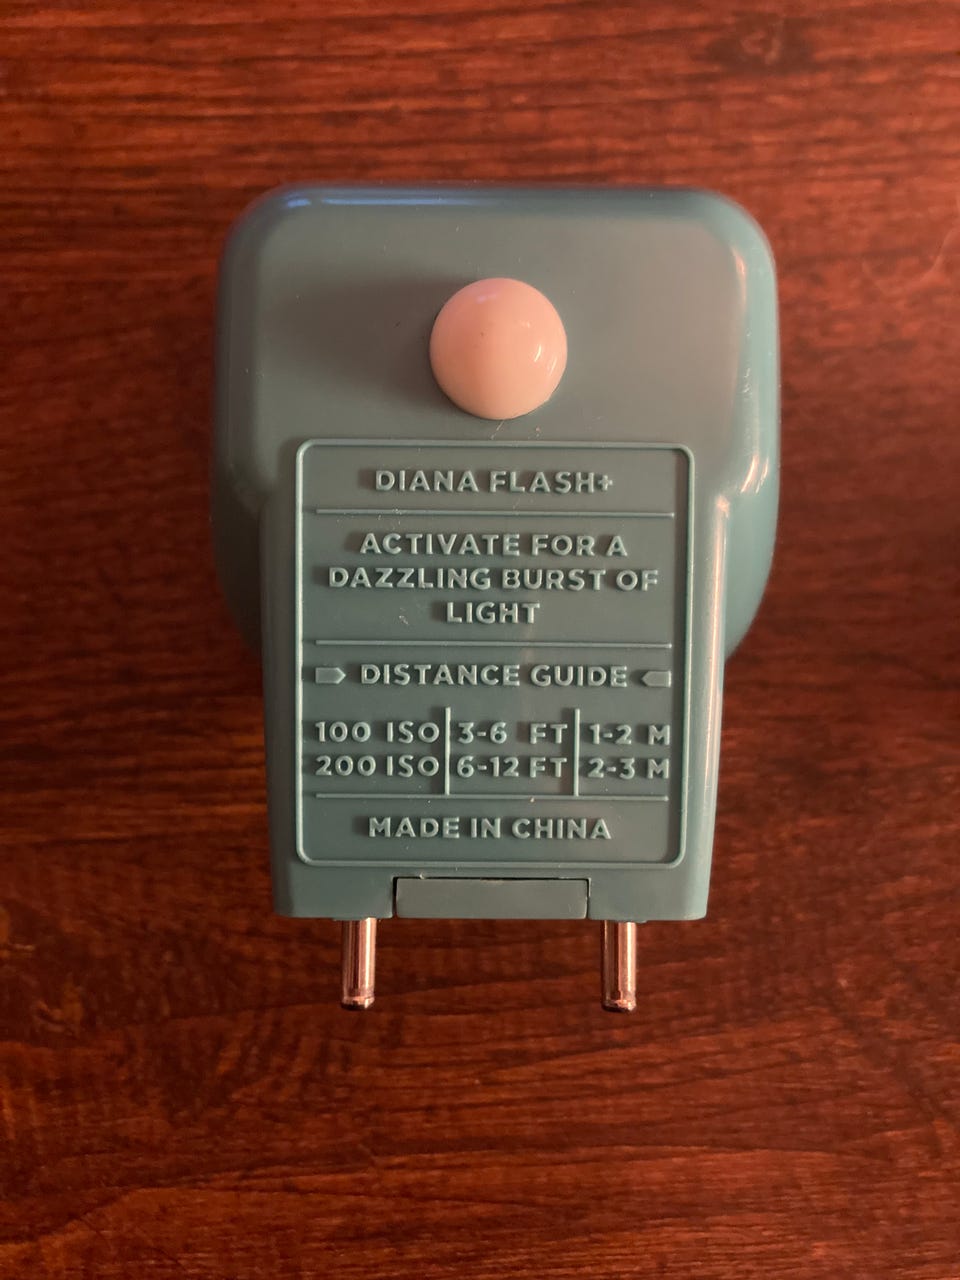 DIANA FLASH+
ACTIVATE FOR A
DAZZLING BURST OF
LIGHT
DISTANCE GUIDE
100 ISO 3-6 FT 1-2 M
200 ISO 6-12 FT 2-3 M
MADE IN CHINA